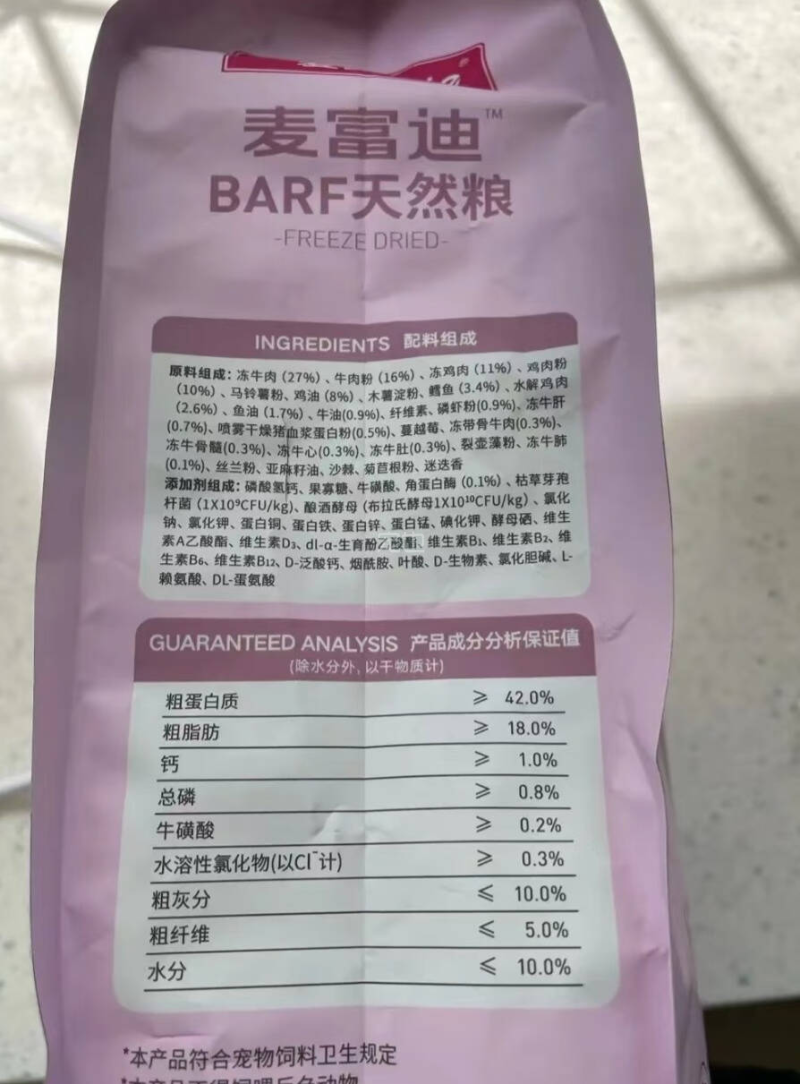 麦富迪™
BARF天然粮
-FREEZE DRIED-
INGREDIENTS 配料组成
原料组成：冻牛肉（27%）、牛肉粉（16%）、冻鸡肉（11%）、鸡肉粉
（10%）、马铃薯粉、鸡油（8%）、木薯淀粉、鳕鱼（3.4%）、水解鸡肉
（2.6%）、鱼油（1.7%）、牛油(0.9%)、纤维素、磷虾粉(0.9%)、冻牛肝
(0.7%)、喷雾干燥猪血浆蛋白粉(0.5%)、蔓越莓、冻带骨牛肉(0.3%)、
冻牛骨髓(0.3%)、冻牛心(0.3%)、冻牛肚(0.3%)、裂壶藻粉、冻牛肺
(0.1%)、丝兰粉、亚麻籽油、沙棘、菊苣根粉、迷迭香
添加剂组成：磷酸氢钙、果寡糖、牛磺酸、角蛋白酶（0.1%）、枯草芽孢
杆菌（1X10⁹CFU/kg）、酿酒酵母（布拉氏酵母1X10¹⁰CFU/kg）、氯化
钠、氯化钾、蛋白铜、蛋白铁、蛋白锌、蛋白锰、碘化钾、酵母硒、维生
素A乙酸酯、维生素D₃、dl-α-生育酚乙酸酯、维生素B₁、维生素B₂、维
生素B₆、维生素B₁₂、D-泛酸钙、烟酰胺、叶酸、D-生物素、氯化胆碱、L-
赖氨酸、DL-蛋氨酸
GUARANTEED ANALYSIS 产品成分分析保证值
(除水分外，以干物质计)
粗蛋白质 ≥ 42.0%
粗脂肪 ≥ 18.0%
钙 ≥ 1.0%
总磷 ≥ 0.8%
牛磺酸 ≥ 0.2%
水溶性氯化物(以Cl⁻计) ≥ 0.3%
粗灰分 ≤ 10.0%
粗纤维 ≤ 5.0%
水分 ≤ 10.0%
*本产品符合宠物饲料卫生规定
*本产品不得饲喂反刍动物